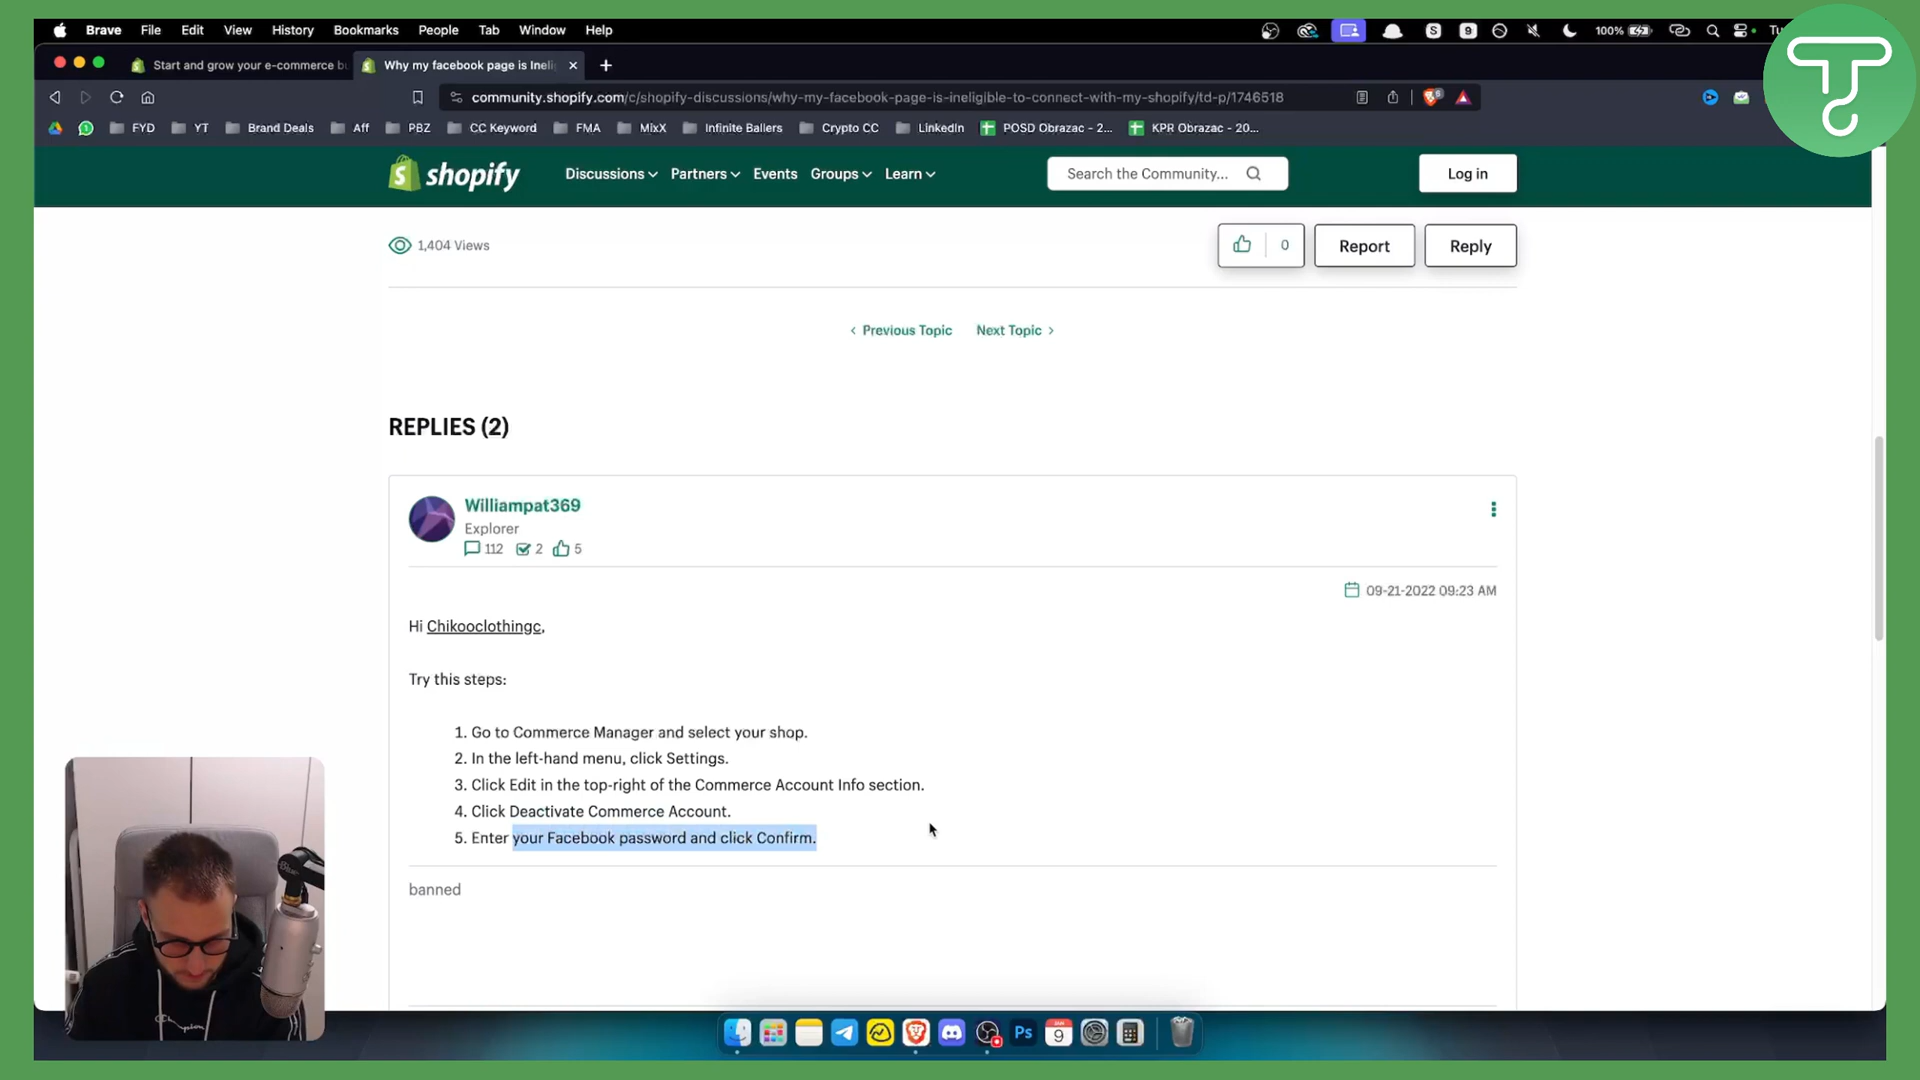 Brave File Edit View History Bookmarks People Tab Window Help 100%
Start and grow your e-commerce bu
Why my facebook page is Ineli
community.shopify.com/c/shopify-discussions/why-my-facebook-page-is-ineligible-to-connect-with-my-shopify/td-p/1746518
FYD YT Brand Deals Aff PBZ CC Keyword FMA MixX Infinite Ballers Crypto CC LinkedIn POSD Obrazac - 2... KPR Obrazac - 20...
shopify Discussions Partners Events Groups Learn Search the Community... Log in
1,404 Views 0 Report Reply
Previous Topic Next Topic
REPLIES (2)
Williampat369
Explorer
112 2 5
09-21-2022 09:23 AM
Hi Chikooclothingc,
Try this steps:
1. Go to Commerce Manager and select your shop.
2. In the left-hand menu, click Settings.
3. Click Edit in the top-right of the Commerce Account Info section.
4. Click Deactivate Commerce Account.
5. Enter your Facebook password and click Confirm.
banned
Ps
JAN
9